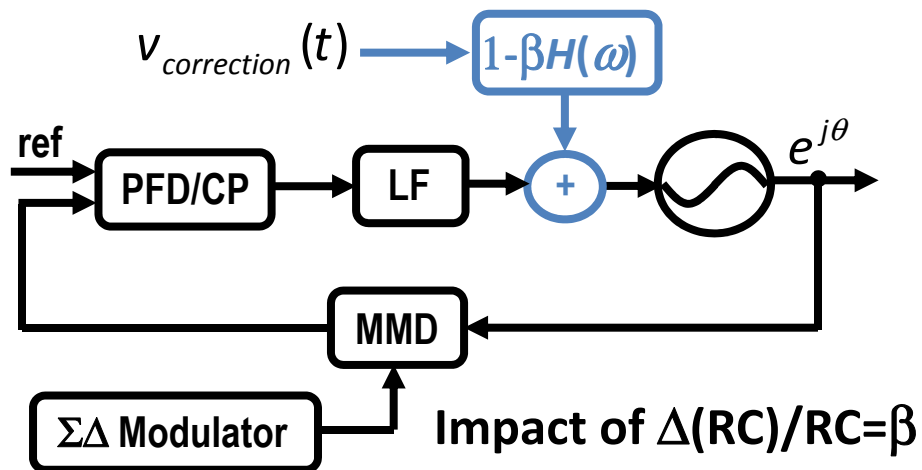 v_correction(t)
1-βH(ω)
ref
PFD/CP
LF
+
e^{jθ}
MMD
ΣΔ Modulator
Impact of Δ(RC)/RC=β